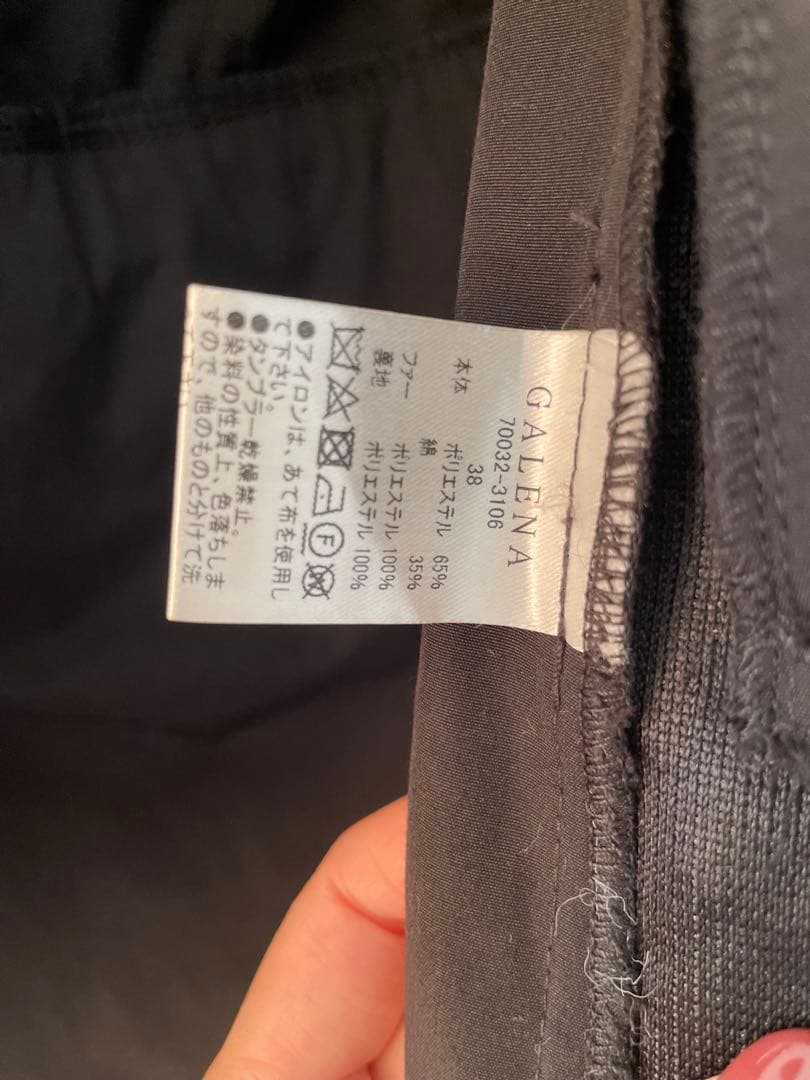 GALENA
70032-3106
38
本体 ポリエステル 65%
綿 35%
ファー ポリエステル 100%
裏地 ポリエステル 100%
F W
●アイロンは、あて布を使用し
て下さい。
●タンブラー乾燥禁止。
●染料の性質上、色落ちしま
すので、他のものと分けて洗